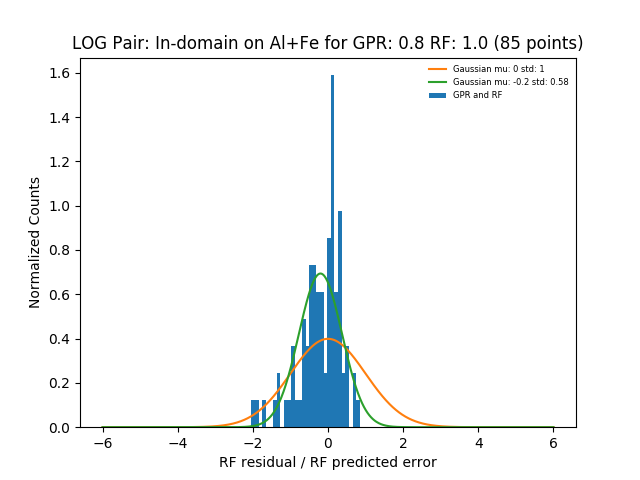 LOG Pair: In-domain on Al+Fe for GPR: 0.8 RF: 1.0 (85 points)
Gaussian mu: 0 std: 1
Gaussian mu: -0.2 std: 0.58
GPR and RF
Normalized Counts
1.6
1.4
1.2
1.0
0.8
0.6
0.4
0.2
0.0
−6 −4 −2 0 2 4 6
RF residual / RF predicted error